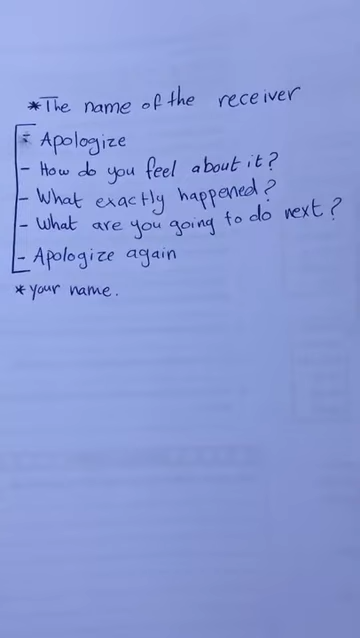 * The name of the receiver
- Apologize
- How do you feel about it?
- What exactly happened?
- What are you going to do next?
- Apologize again
* your name.